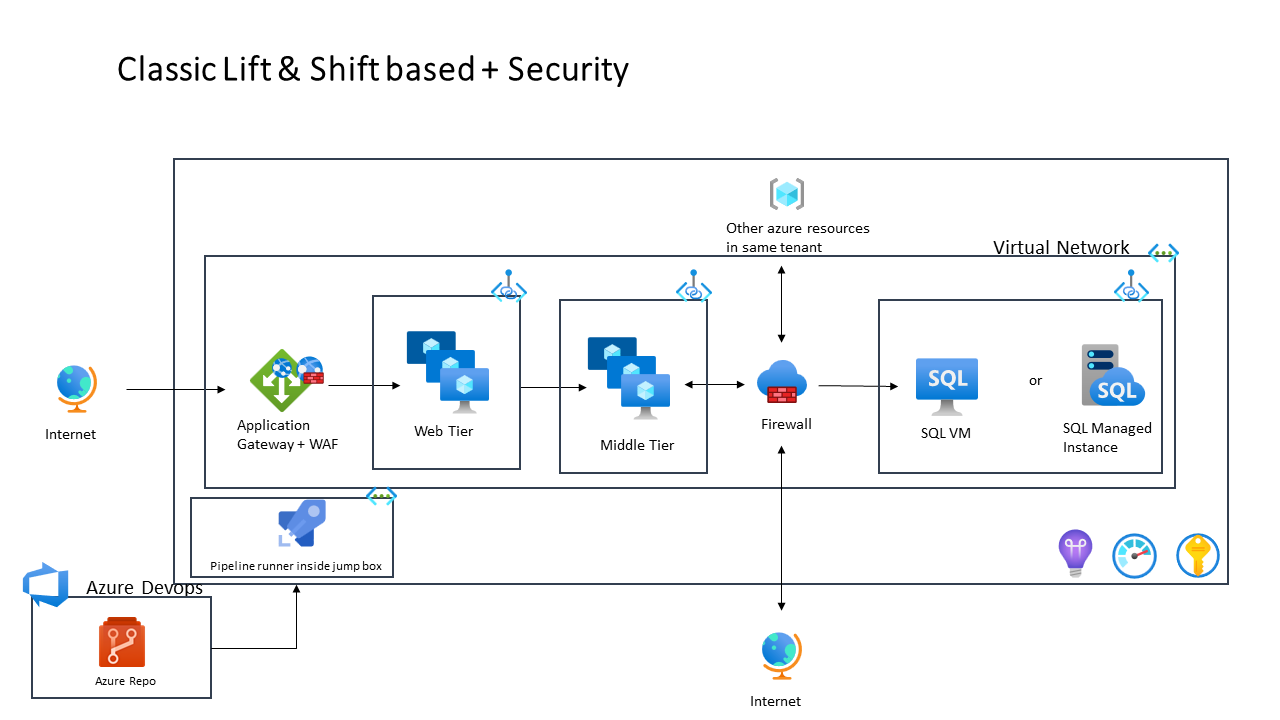 Classic Lift & Shift based + Security
Other azure resources
in same tenant
Virtual Network
Internet
Application
Gateway + WAF
Web Tier
Middle Tier
Firewall
SQL
SQL VM
or
SQL
SQL Managed
Instance
Pipeline runner inside jump box
Azure Devops
Azure Repo
Internet